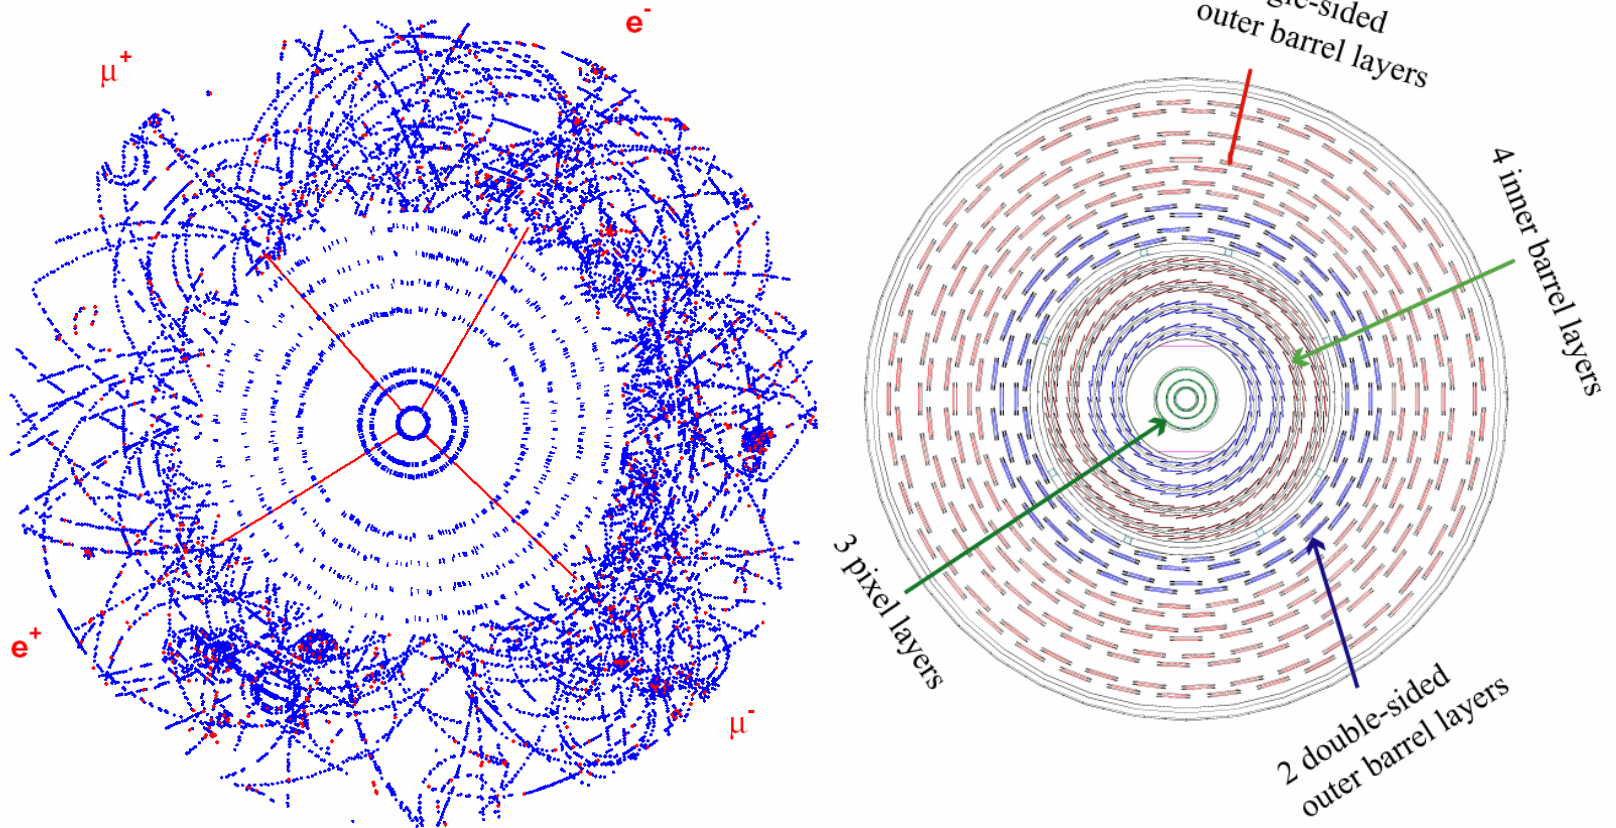 e-
μ+
e+
μ-
outer barrel layers
4 inner barrel layers
3 pixel layers
2 double-sided
outer barrel layers